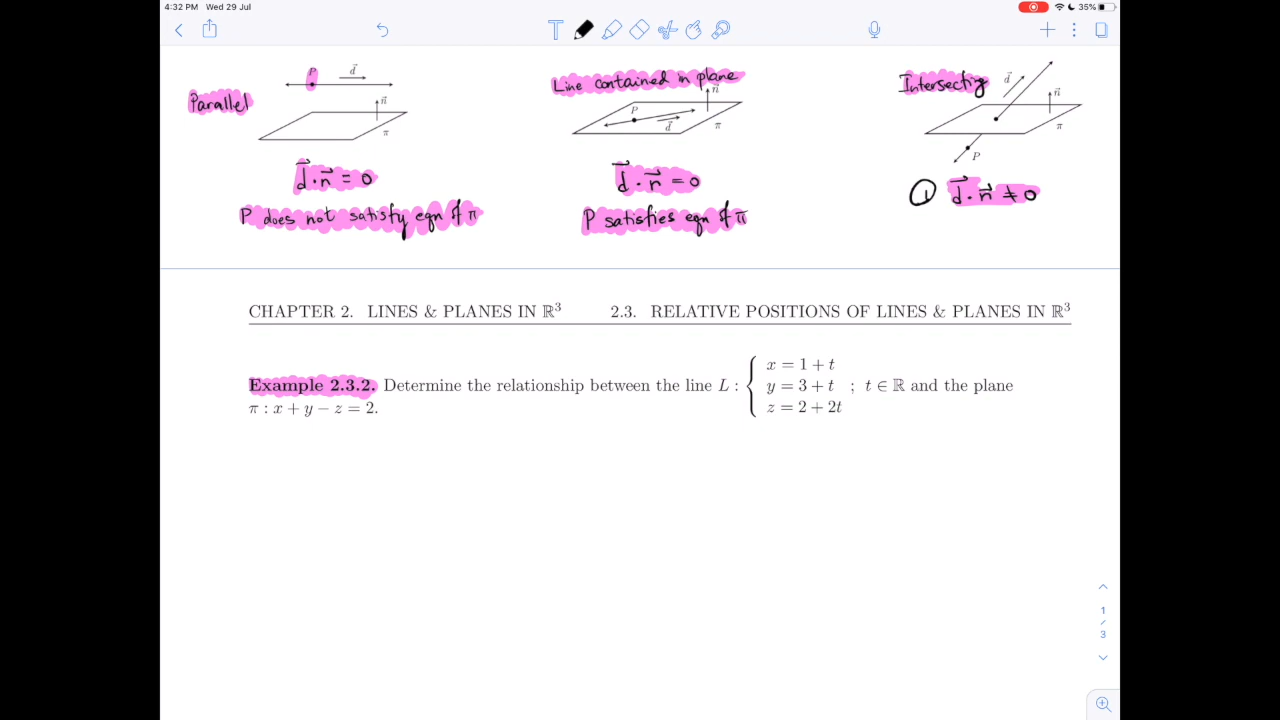 4:32 PM Wed 29 Jul
35%
Parallel
P
d⃗
n⃗
π
d⃗ · n⃗ = 0
P does not satisfy eqn of π
Line contained in plane
P
d⃗
n⃗
π
d⃗ · n⃗ = 0
P satisfies eqn of π
Intersecting
d⃗
n⃗
π
P
① d⃗ · n⃗ ≠ 0
CHAPTER 2. LINES & PLANES IN ℝ³ 2.3. RELATIVE POSITIONS OF LINES & PLANES IN ℝ³
x = 1 + t
Example 2.3.2. Determine the relationship between the line L : { y = 3 + t ; t ∈ ℝ and the plane
z = 2 + 2t
π : x + y − z = 2.
1
/
3